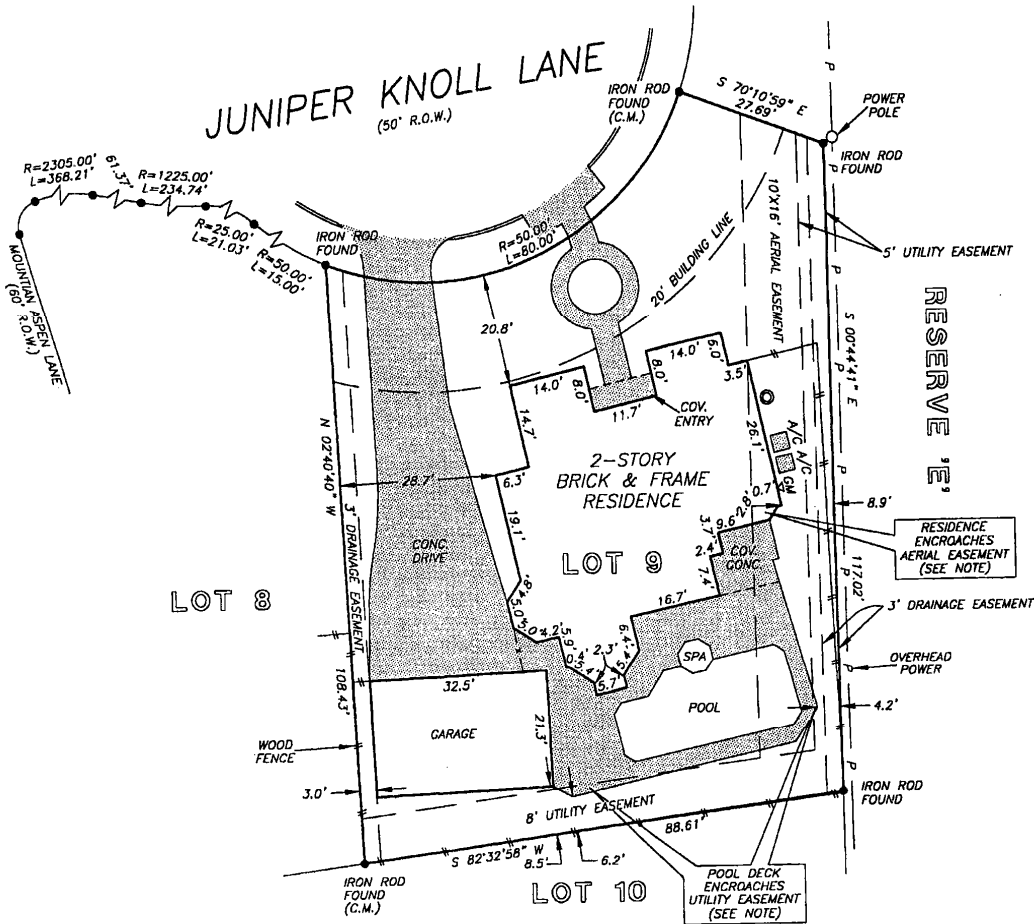 JUNIPER KNOLL LANE
(50' R.O.W.)
IRON ROD
FOUND
(C.M.)
S 70°10'59" E
27.69'
POWER
POLE
IRON ROD
FOUND
R=2305.00'
L=368.21'
61.37'
R=1225.00'
L=234.74'
R=25.00'
L=21.03'
R=50.00'
L=15.00'
IRON ROD
FOUND
R=50.00'
L=80.00'
MOUNTIAN ASPEN LANE
(60' R.O.W.)
20' BUILDING LINE
10'X16' AERIAL EASEMENT
5' UTILITY EASEMENT
RESERVE 'E'
S 00°44'41" E
117.02'
P
P
P
P
P
P
P
P
20.8'
14.0'
8.0'
11.7'
8.0'
14.0'
6.0'
3.5'
COV.
ENTRY
14.7'
6.3'
28.7'
19.1'
2-STORY
BRICK & FRAME
RESIDENCE
26.1'
A/C
A/C
GM
0.7'
2.8'
9.6'
3.7'
2.4'
7.4'
8.9'
RESIDENCE
ENCROACHES
AERIAL EASEMENT
(SEE NOTE)
N 02°40'40" W
108.43'
3' DRAINAGE EASEMENT
CONC.
DRIVE
LOT 9
COV.
CONC.
LOT 8
4.8'
5.0'
5.0'
4.2'
5.9'
5.4'
2.3'
5.7'
5.4'
6.4'
16.7'
3' DRAINAGE EASEMENT
OVERHEAD
POWER
4.2'
SPA
POOL
32.5'
GARAGE
21.3'
WOOD
FENCE
3.0'
8' UTILITY EASEMENT
88.61'
S 82°32'58" W
8.5'
6.2'
IRON ROD
FOUND
IRON ROD
FOUND
(C.M.)
LOT 10
POOL DECK
ENCROACHES
UTILITY EASEMENT
(SEE NOTE)